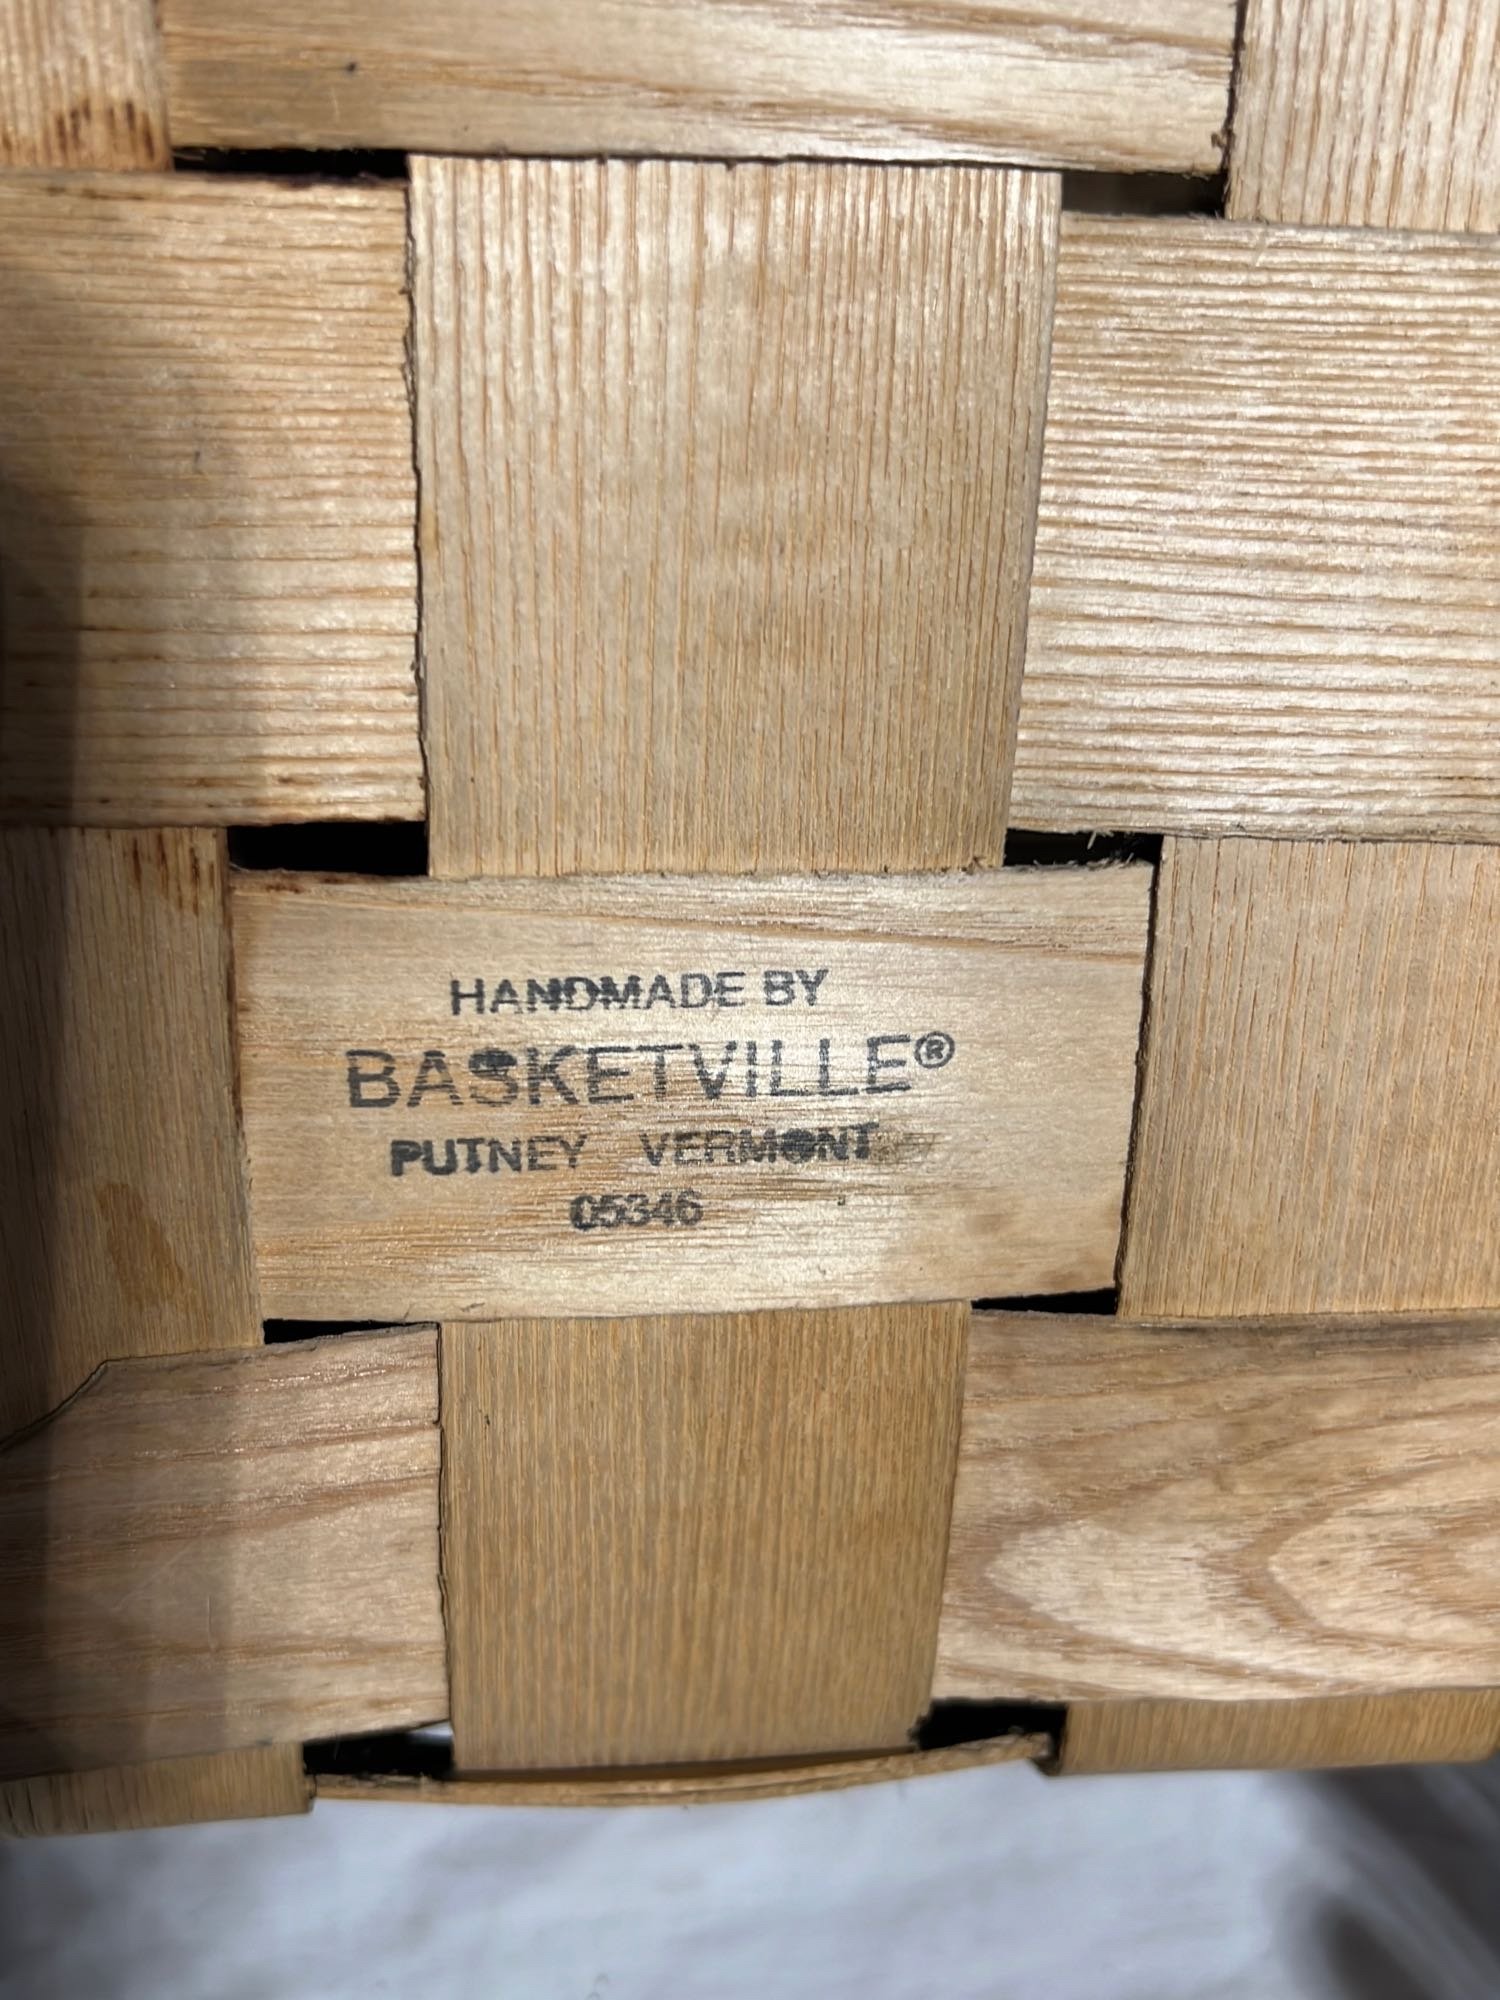 HANDMADE BY
BASKETVILLE®
PUTNEY VERMONT
05346